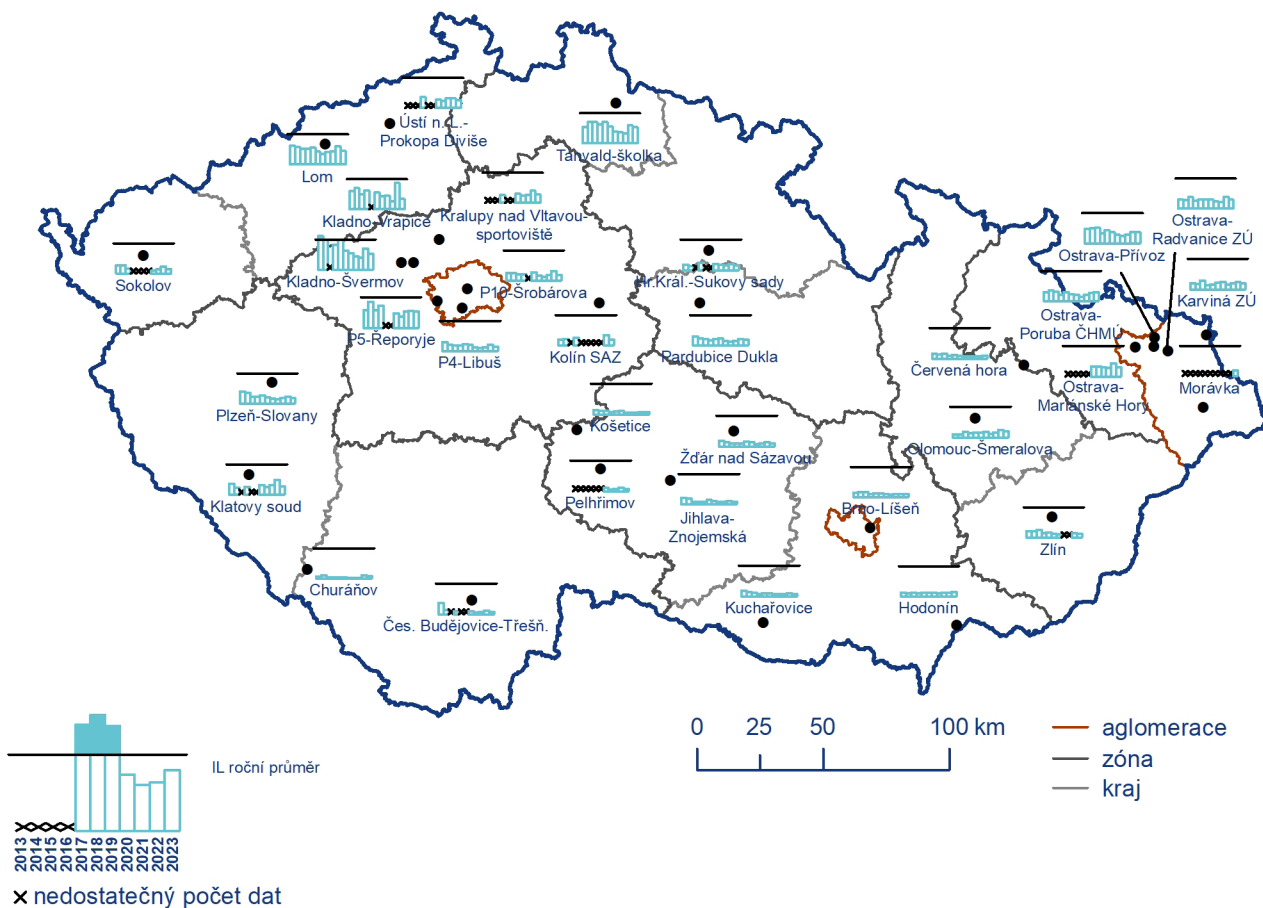 Ústí n. L.-
Prokopa Diviše
Tanvald-školka
Lom
Kladno-Vrapice
Kralupy nad Vltavou-
sportoviště
Ostrava-
Radvanice ZÚ
Ostrava-Přívoz
Sokolov
Kladno-Švermov
P10-Šrobárova
Hr.Král.-Sukovy sady
Karviná ZÚ
Ostrava-
Poruba ČHMÚ
P5-Řeporyje
P4-Libuš
Kolín SAZ
Pardubice Dukla
Červená hora
Ostrava-
Mariánské Hory
Morávka
Plzeň-Slovany
Košetice
Žďár nad Sázavou
Olomouc-Šmeralova
Klatovy soud
Pelhřimov
Jihlava-
Znojemská
Brno-Líšeň
Zlín
Churáňov
Čes. Budějovice-Třešň.
Kuchařovice
Hodonín
0 25 50 100 km
aglomerace
zóna
kraj
IL roční průměr
2013
2014
2015
2016
2017
2018
2019
2020
2021
2022
2023
nedostatečný počet dat